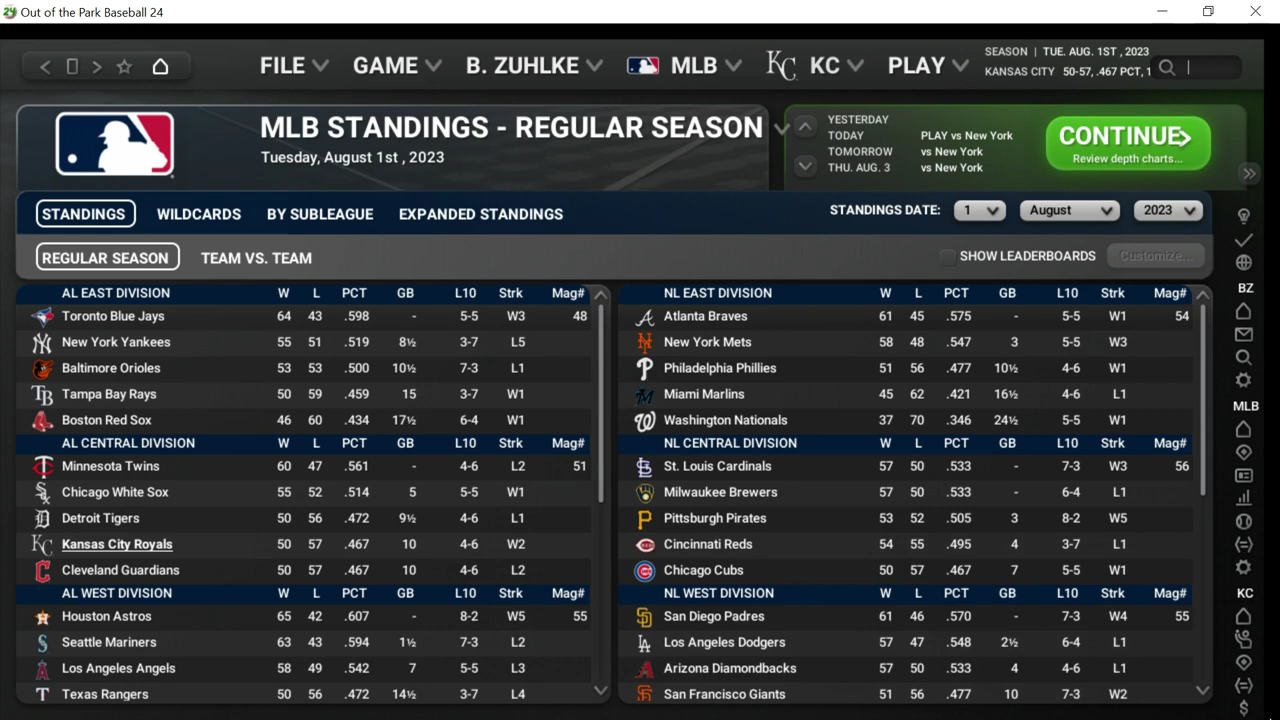 Out of the Park Baseball 24
FILE GAME B. ZUHLKE MLB KC PLAY
SEASON | TUE. AUG. 1ST , 2023
KANSAS CITY 50-57, .467 PCT, 1
MLB STANDINGS - REGULAR SEASON
Tuesday, August 1st , 2023
YESTERDAY
TODAY PLAY vs New York
TOMORROW vs New York
THU. AUG. 3 vs New York
CONTINUE
Review depth charts...
STANDINGS WILDCARDS BY SUBLEAGUE EXPANDED STANDINGS
STANDINGS DATE: 1 August 2023
REGULAR SEASON TEAM VS. TEAM
SHOW LEADERBOARDS Customize...
AL EAST DIVISION W L PCT GB L10 Strk Mag#
Toronto Blue Jays 64 43 .598 - 5-5 W3 48
New York Yankees 55 51 .519 8½ 3-7 L5
Baltimore Orioles 53 53 .500 10½ 7-3 L1
Tampa Bay Rays 50 59 .459 15 3-7 W1
Boston Red Sox 46 60 .434 17½ 6-4 W1
AL CENTRAL DIVISION W L PCT GB L10 Strk Mag#
Minnesota Twins 60 47 .561 - 4-6 L2 51
Chicago White Sox 55 52 .514 5 5-5 W1
Detroit Tigers 50 56 .472 9½ 4-6 L1
Kansas City Royals 50 57 .467 10 4-6 W2
Cleveland Guardians 50 57 .467 10 4-6 L2
AL WEST DIVISION W L PCT GB L10 Strk Mag#
Houston Astros 65 42 .607 - 8-2 W5 55
Seattle Mariners 63 43 .594 1½ 7-3 L2
Los Angeles Angels 58 49 .542 7 5-5 L3
Texas Rangers 50 56 .472 14½ 3-7 L4
NL EAST DIVISION W L PCT GB L10 Strk Mag#
Atlanta Braves 61 45 .575 - 5-5 W1 54
New York Mets 58 48 .547 3 5-5 W3
Philadelphia Phillies 51 56 .477 10½ 4-6 W1
Miami Marlins 45 62 .421 16½ 4-6 L1
Washington Nationals 37 70 .346 24½ 5-5 W1
NL CENTRAL DIVISION W L PCT GB L10 Strk Mag#
St. Louis Cardinals 57 50 .533 - 7-3 W3 56
Milwaukee Brewers 57 50 .533 - 6-4 L1
Pittsburgh Pirates 53 52 .505 3 8-2 W5
Cincinnati Reds 54 55 .495 4 3-7 L1
Chicago Cubs 50 57 .467 7 5-5 W1
NL WEST DIVISION W L PCT GB L10 Strk Mag#
San Diego Padres 61 46 .570 - 7-3 W4 55
Los Angeles Dodgers 57 47 .548 2½ 6-4 L1
Arizona Diamondbacks 57 50 .533 4 4-6 L1
San Francisco Giants 51 56 .477 10 7-3 W2
BZ
MLB
KC